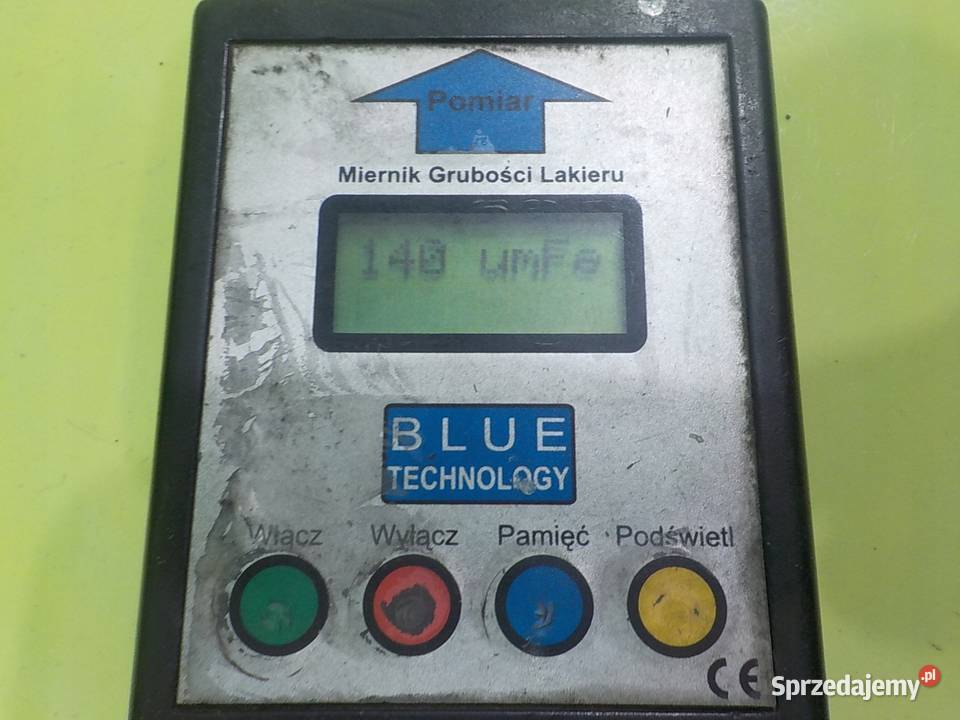 Pomiar
Miernik Grubości Lakieru
140 umFe
BLUE
TECHNOLOGY
Włącz Wyłącz Pamięć Podświetl
CE
Sprzedajemy.pl